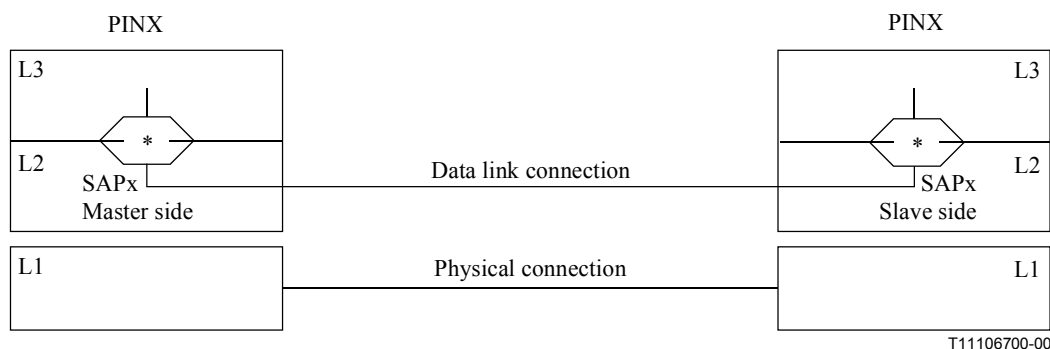 PINX
PINX
L3
L3
*
*
L2
Data link connection
L2
SAPx
SAPx
Master side
Slave side
L1
Physical connection
L1
T11106700-00